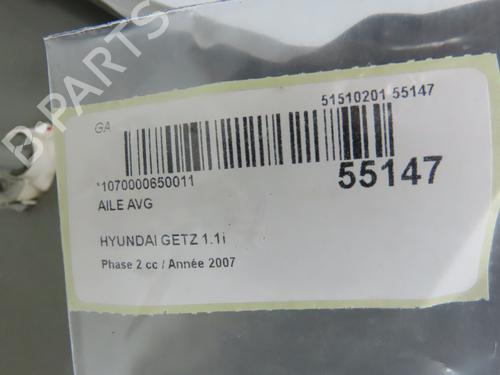 B-PARTS
GA
51510201 55147
*1070000650011
55147
AILE AVG
HYUNDAI GETZ 1.1i
Phase 2 cc / Année 2007